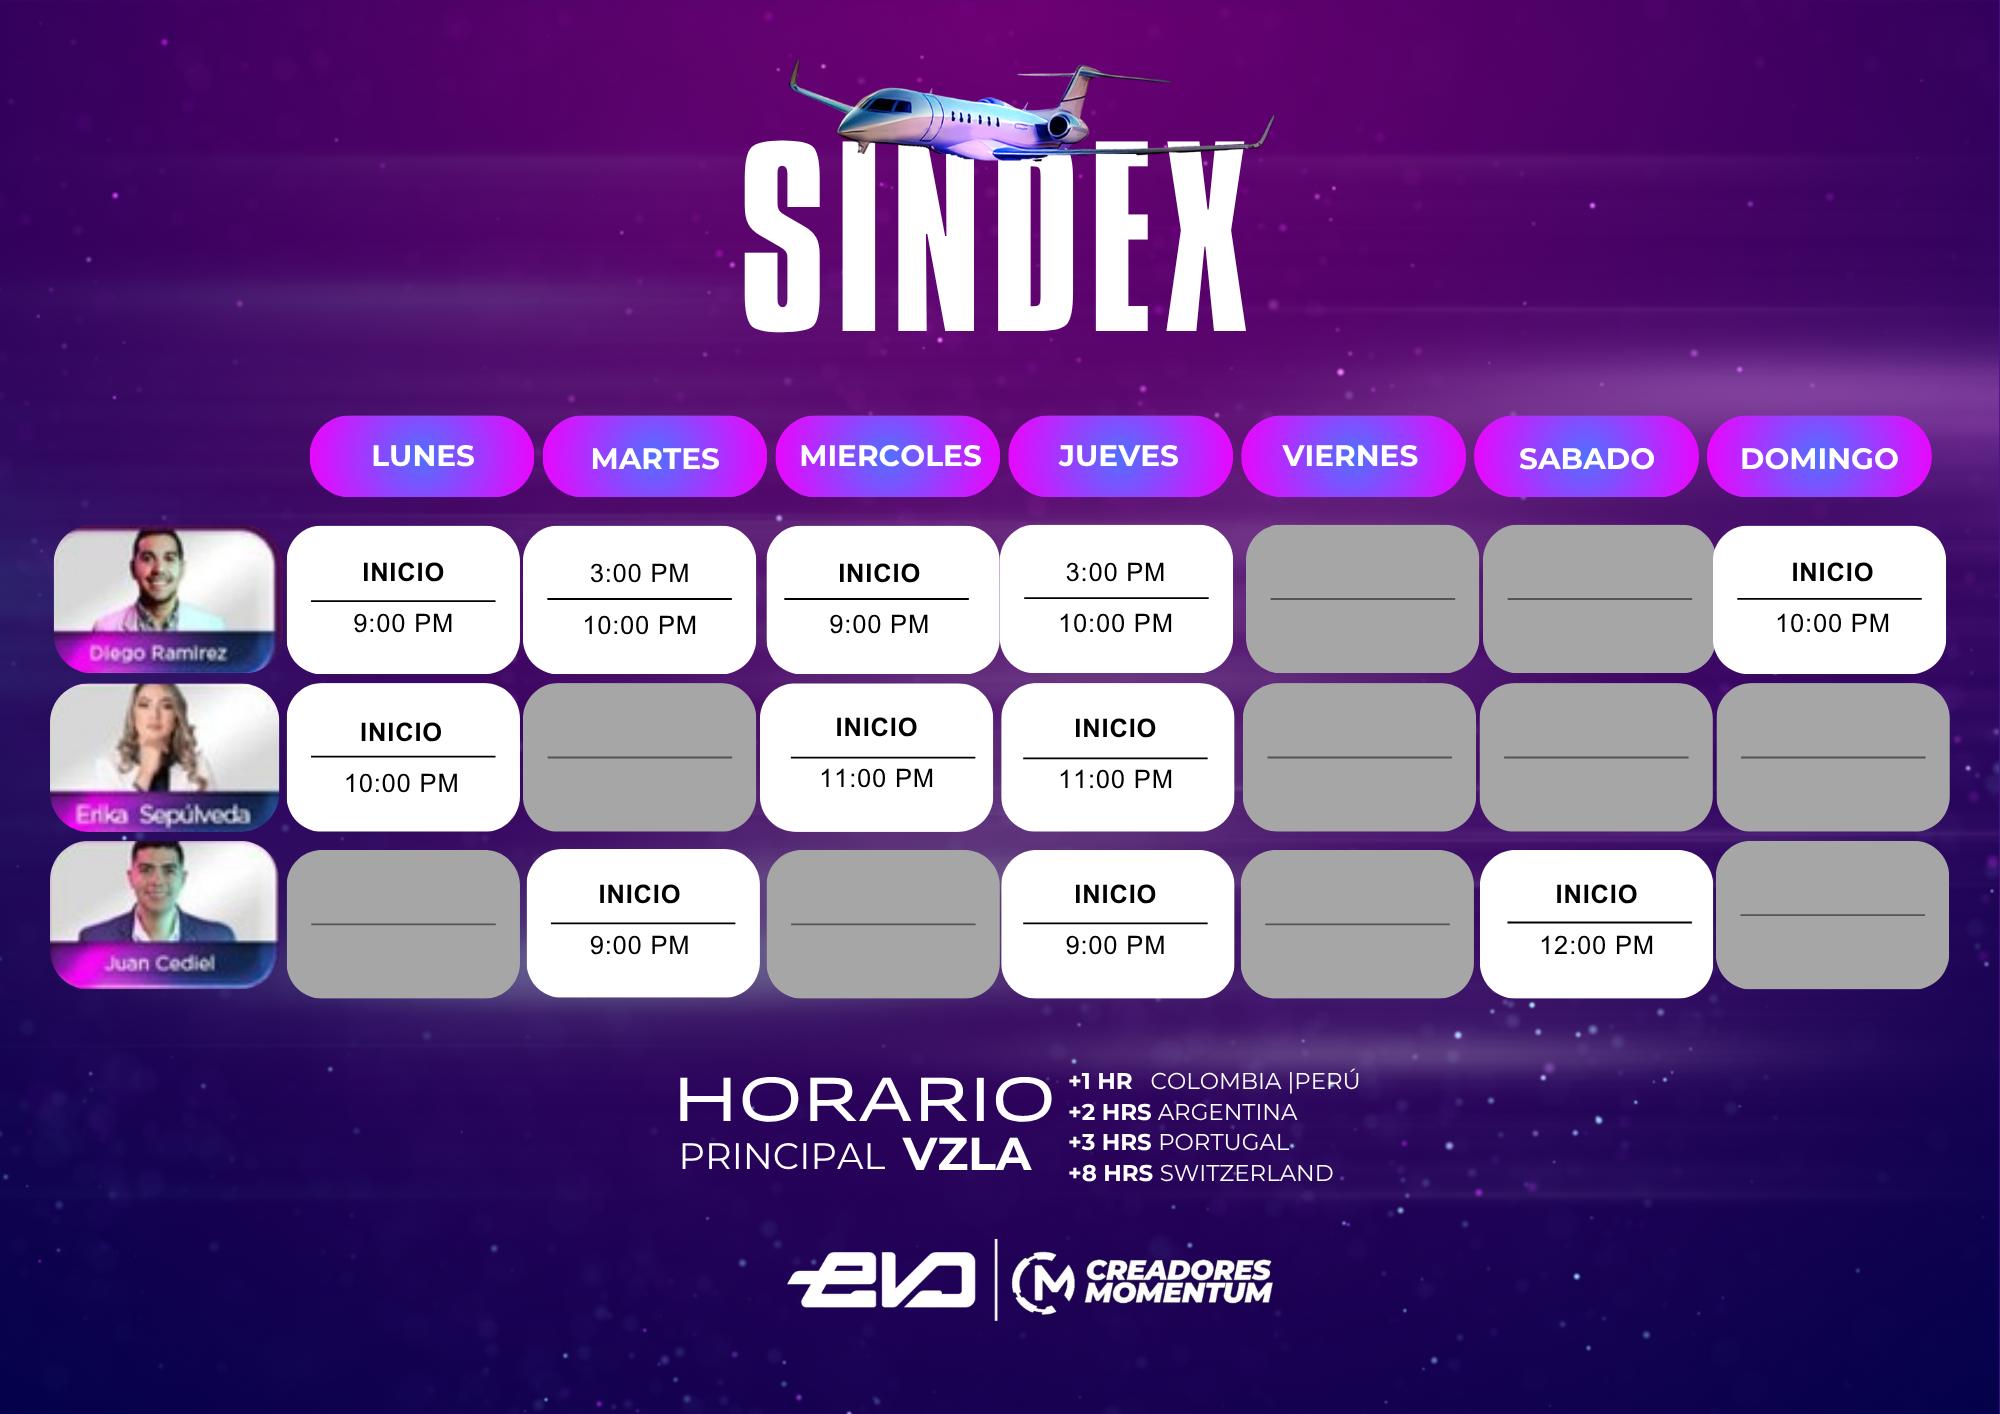 SINDEX
LUNES MARTES MIERCOLES JUEVES VIERNES SABADO DOMINGO
INICIO 3:00 PM INICIO 3:00 PM INICIO
9:00 PM 10:00 PM 9:00 PM 10:00 PM 10:00 PM
Diego Ramirez
INICIO INICIO INICIO
10:00 PM 11:00 PM 11:00 PM
Erika Sepúlveda
INICIO INICIO INICIO
9:00 PM 9:00 PM 12:00 PM
Juan Cediel
HORARIO
PRINCIPAL VZLA
+1 HR COLOMBIA |PERÚ
+2 HRS ARGENTINA
+3 HRS PORTUGAL
+8 HRS SWITZERLAND
evo
CM CREADORES
MOMENTUM